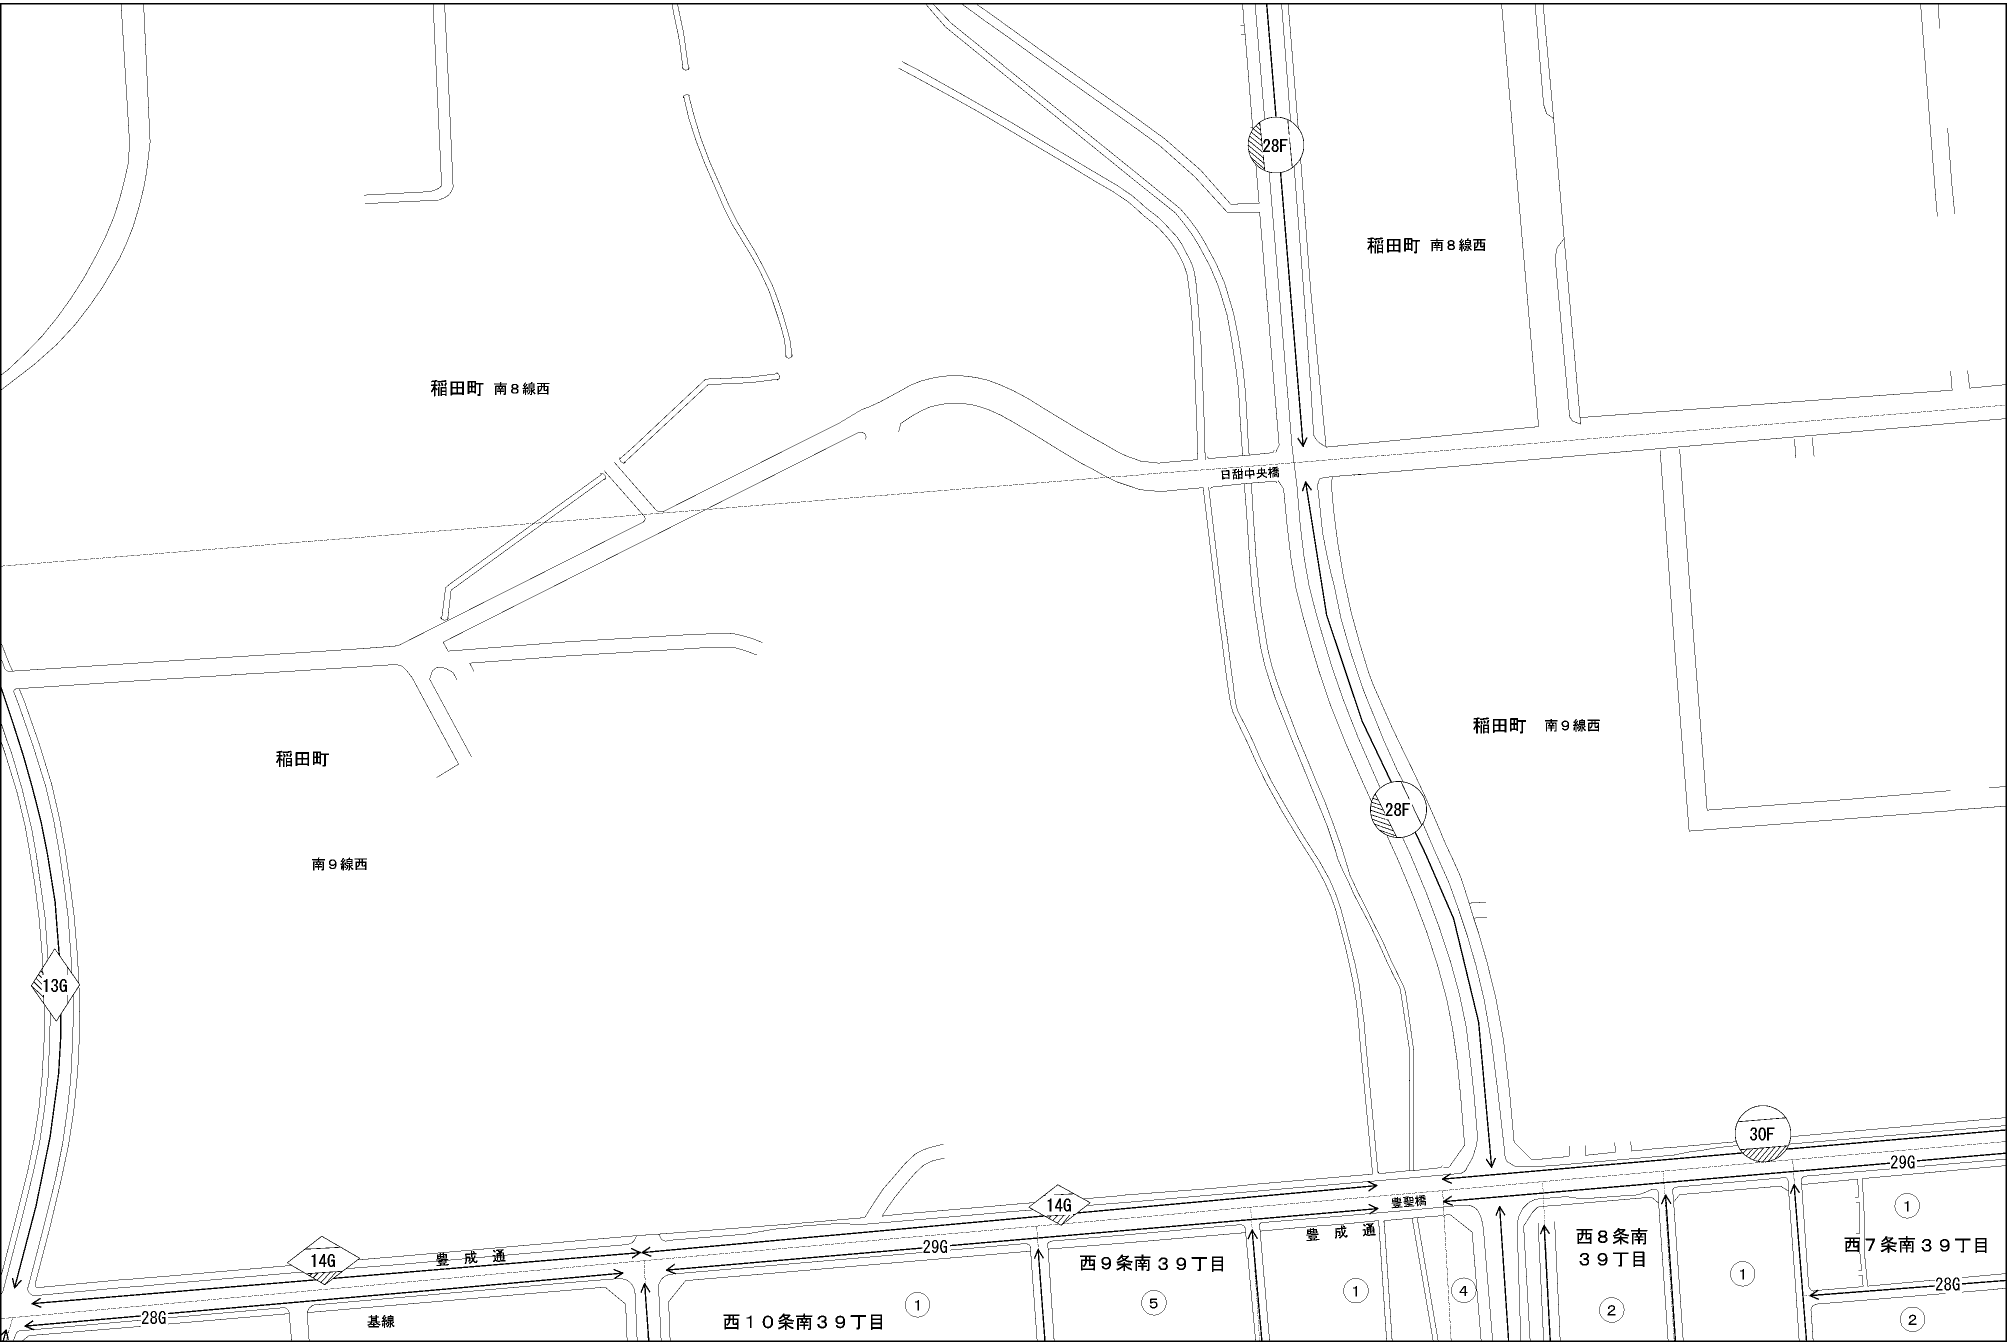 28F
稲田町 南８線西
稲田町 南８線西
日甜中央橋
稲田町 南９線西
稲田町
28F
南９線西
13G
30F
29G
14G
豊聖橋
①
豊成通
西８条南
３９丁目
西７条南３９丁目
14G
豊成通
29G
西９条南３９丁目
①
28G
①
④
⑤
①
②
②
28G
基線
西１０条南３９丁目